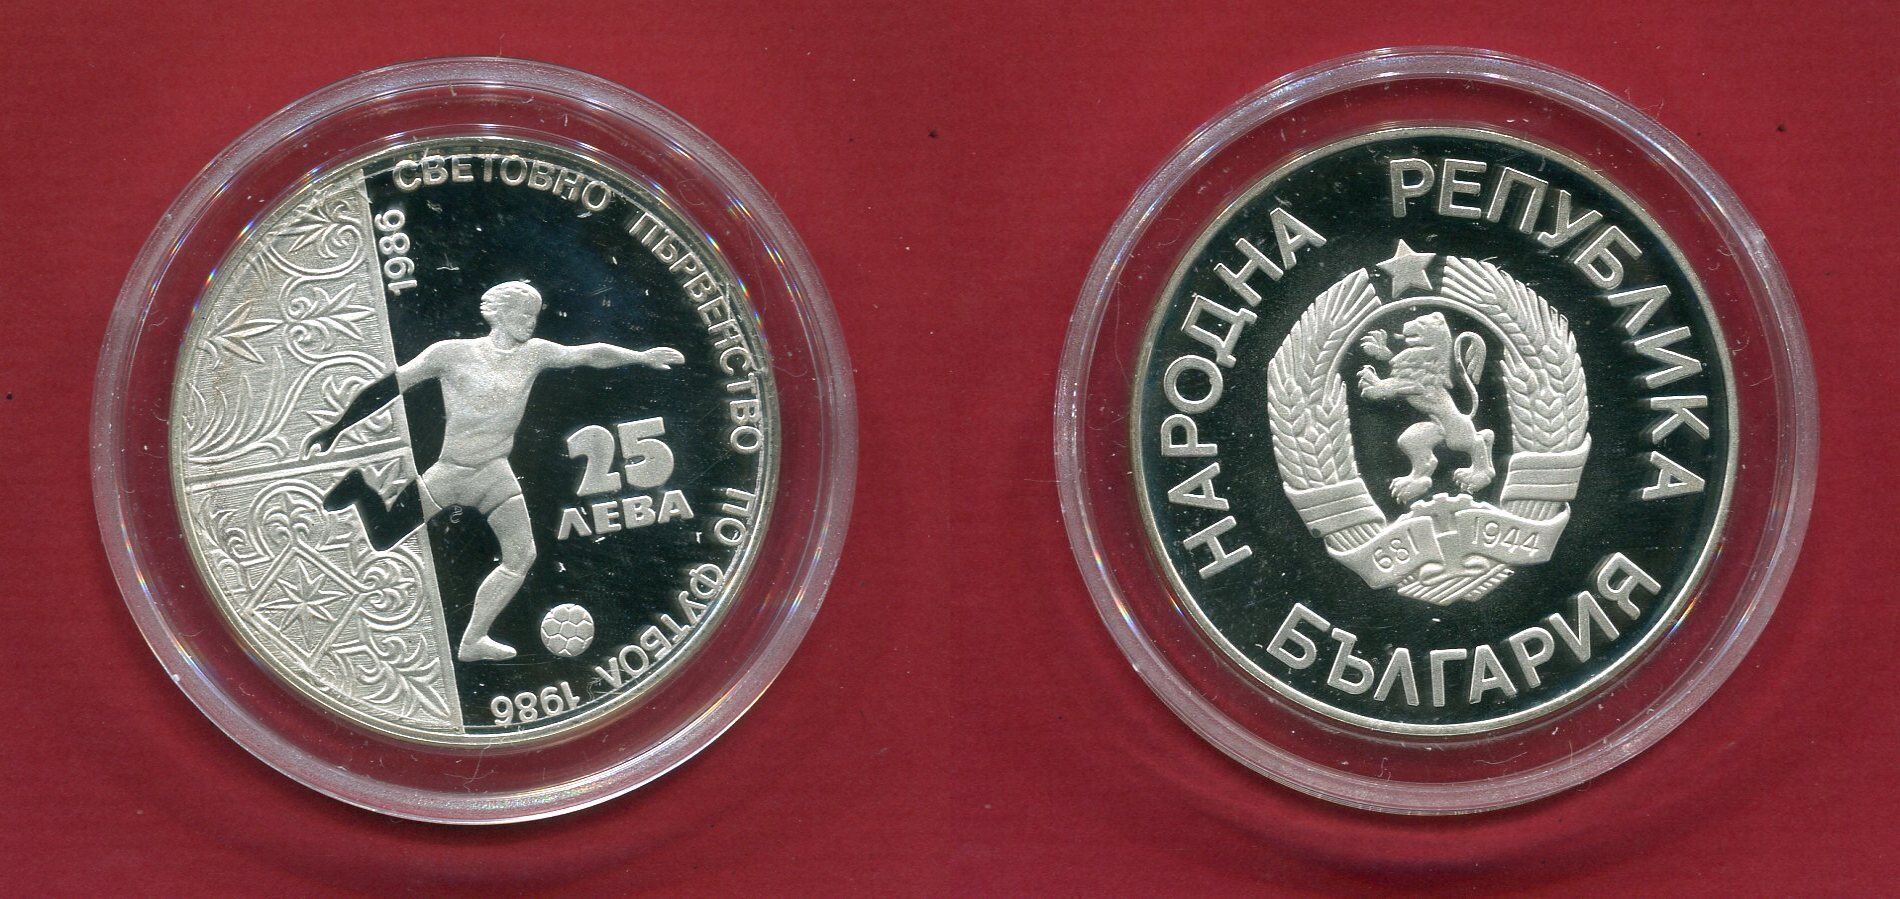 СВЕТОВНО ПЪРВЕНСТВО ПО ФУТБОЛ 1986
1986
25
ЛЕВА
НАРОДНА РЕПУБЛИКА
БЪЛГАРИЯ
681 1944